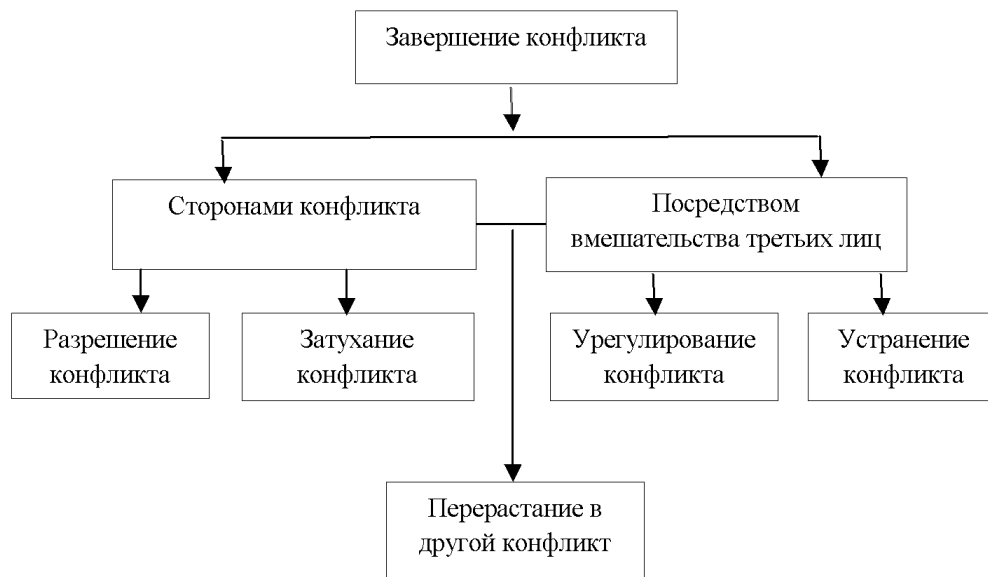 Завершение конфликта
Сторонами конфликта
Посредством
вмешательства третьих лиц
Разрешение
конфликта
Затухание
конфликта
Урегулирование
конфликта
Устранение
конфликта
Перерастание в
другой конфликт